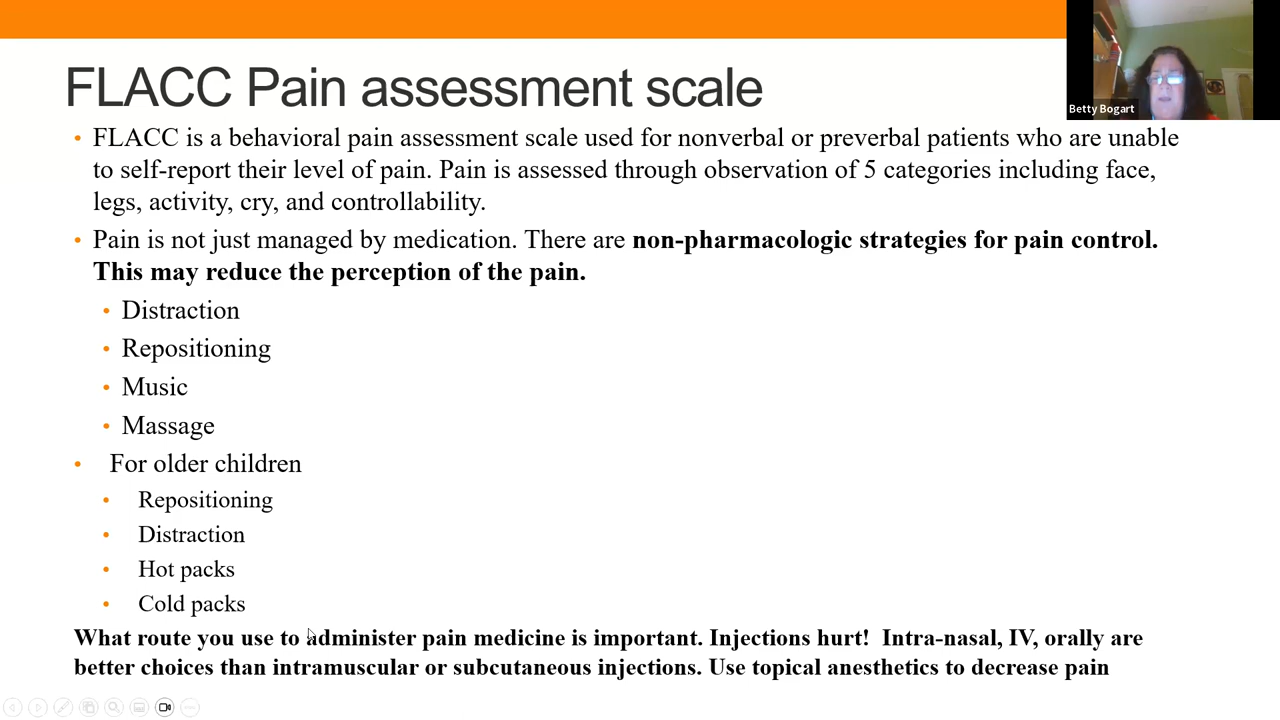 FLACC Pain assessment scale
Betty Bogart
• FLACC is a behavioral pain assessment scale used for nonverbal or preverbal patients who are unable
to self-report their level of pain. Pain is assessed through observation of 5 categories including face,
legs, activity, cry, and controllability.
• Pain is not just managed by medication. There are non-pharmacologic strategies for pain control.
This may reduce the perception of the pain.
• Distraction
• Repositioning
• Music
• Massage
• For older children
• Repositioning
• Distraction
• Hot packs
• Cold packs
What route you use to administer pain medicine is important. Injections hurt! Intra-nasal, IV, orally are
better choices than intramuscular or subcutaneous injections. Use topical anesthetics to decrease pain